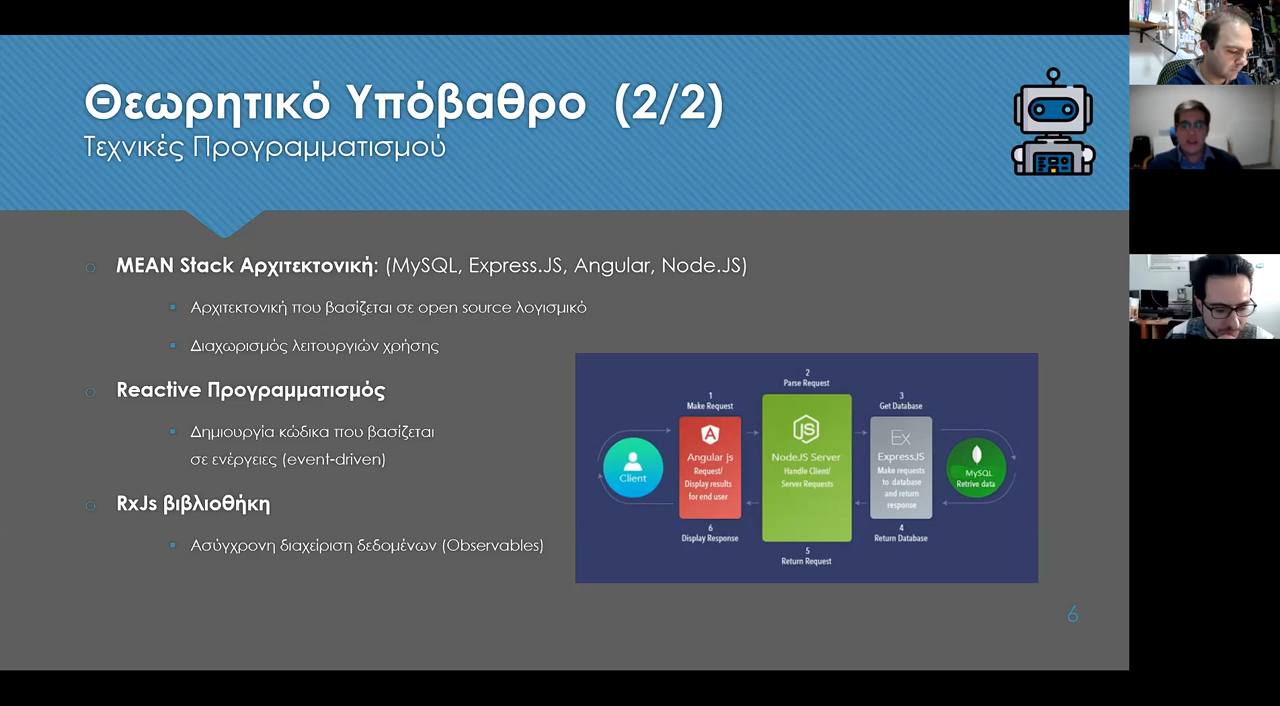 Θεωρητικό Υπόβαθρο (2/2)
Τεχνικές Προγραμματισμού
MEAN Stack Αρχιτεκτονική: (MySQL, Express.JS, Angular, Node.JS)
Αρχιτεκτονική που βασίζεται σε open source λογισμικό
Διαχωρισμός λειτουργιών χρήσης
Reactive Προγραμματισμός
Δημιουργία κώδικα που βασίζεται
σε ενέργειες (event-driven)
RxJs βιβλιοθήκη
Ασύγχρονη διαχείριση δεδομένων (Observables)
Client
1
Make Request
Angular js
Request/
Display results
for end user
6
Display Response
2
Parse Request
JS
NodeJS Server
Handle Client/
Server Requests
5
Return Request
3
Get Database
Ex
ExpressJS
Make requests
to database
and return
response
4
Return Database
MySQL
Retrive data
6